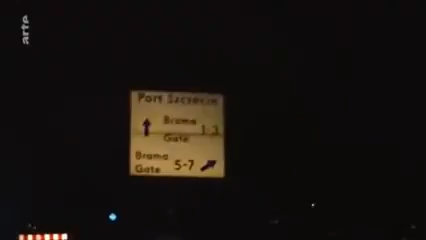 arte
Port Szczecin
Brama
Gate
1-3
Brama
Gate
5-7